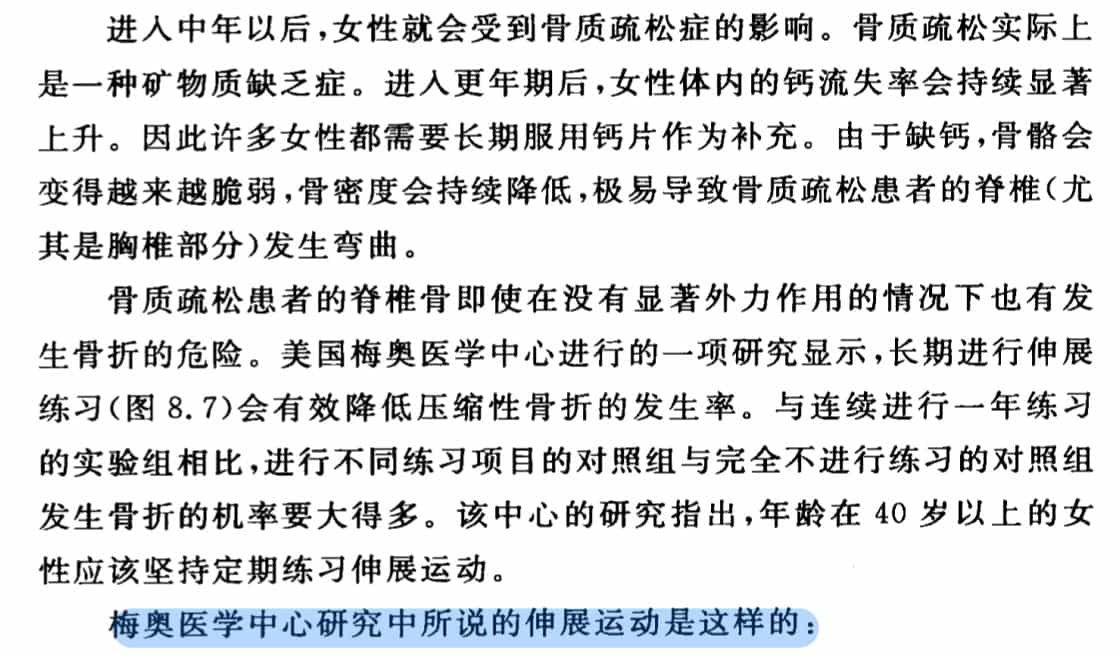 进入中年以后,女性就会受到骨质疏松症的影响。骨质疏松实际上
是一种矿物质缺乏症。进入更年期后,女性体内的钙流失率会持续显著
上升。因此许多女性都需要长期服用钙片作为补充。由于缺钙,骨骼会
变得越来越脆弱,骨密度会持续降低,极易导致骨质疏松患者的脊椎(尤
其是胸椎部分)发生弯曲。
骨质疏松患者的脊椎骨即使在没有显著外力作用的情况下也有发
生骨折的危险。美国梅奥医学中心进行的一项研究显示,长期进行伸展
练习(图 8.7)会有效降低压缩性骨折的发生率。与连续进行一年练习
的实验组相比,进行不同练习项目的对照组与完全不进行练习的对照组
发生骨折的机率要大得多。该中心的研究指出,年龄在 40 岁以上的女
性应该坚持定期练习伸展运动。
梅奥医学中心研究中所说的伸展运动是这样的: